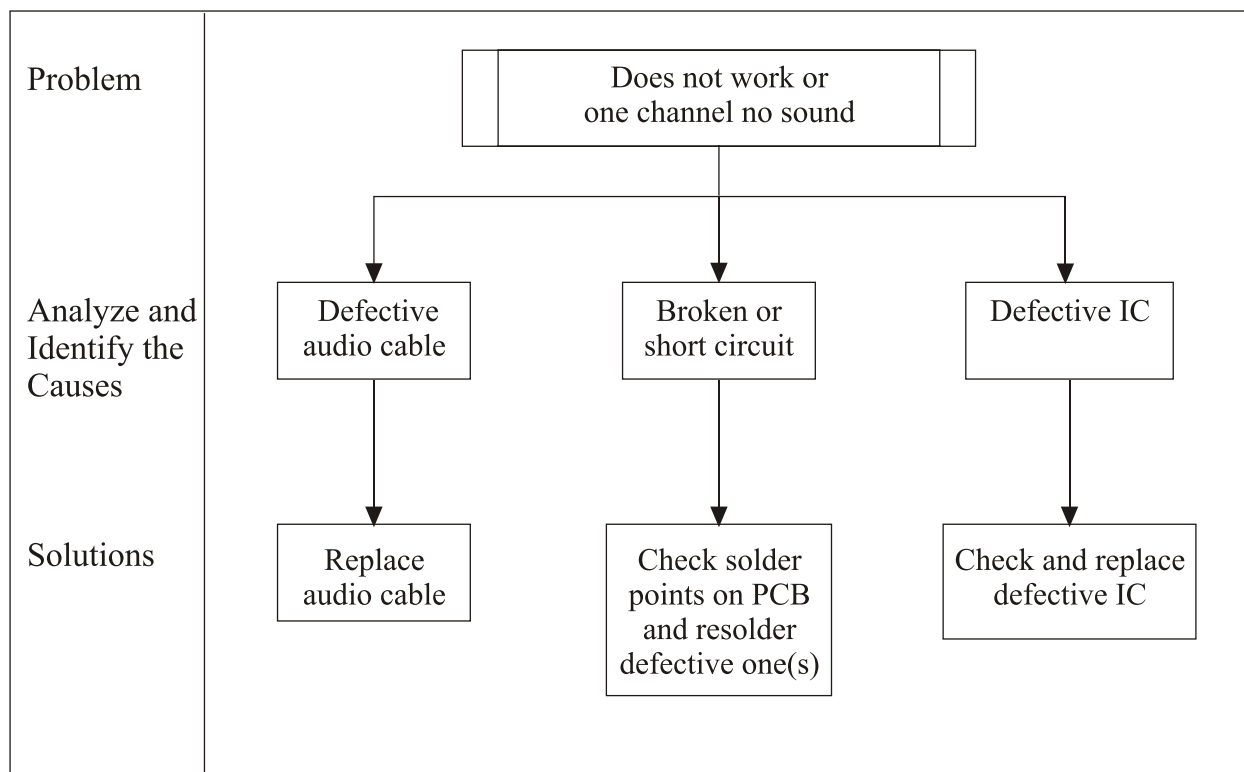 Problem
Does not work or
one channel no sound
Analyze and
Identify the
Causes
Defective
audio cable
Broken or
short circuit
Defective IC
Solutions
Replace
audio cable
Check solder
points on PCB
and resolder
defective one(s)
Check and replace
defective IC